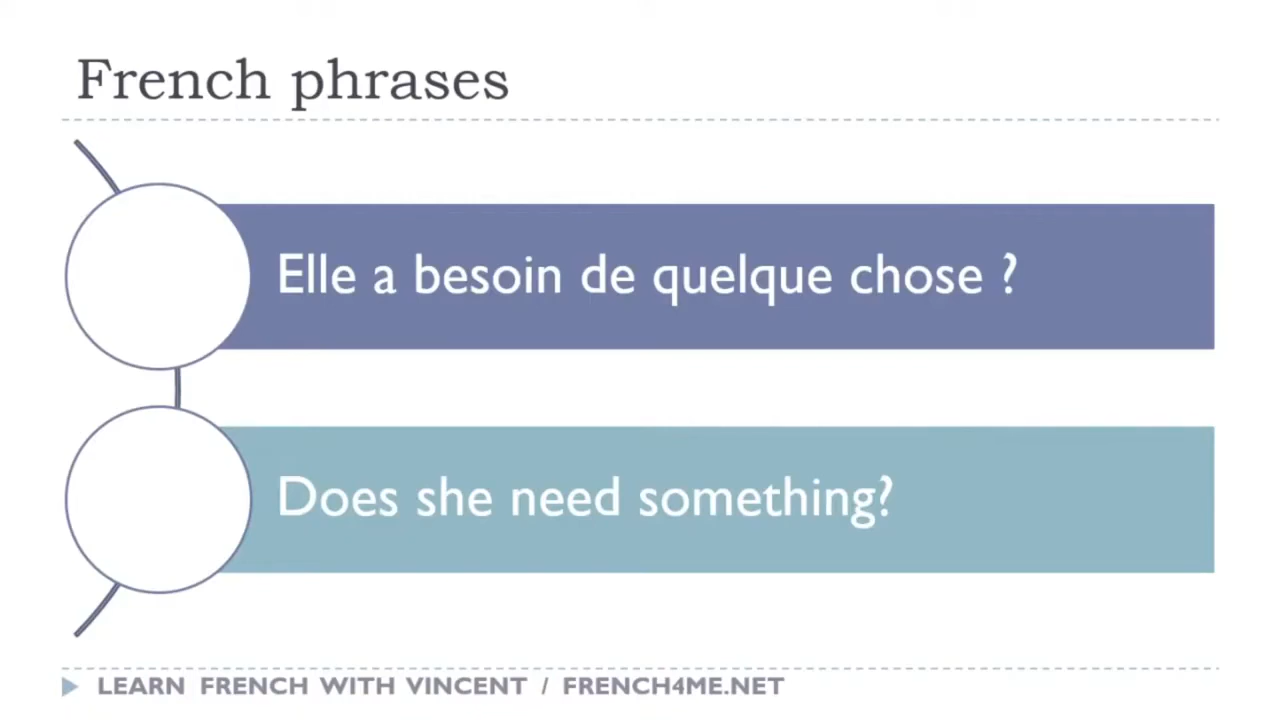 French phrases
Elle a besoin de quelque chose ?
Does she need something?
LEARN FRENCH WITH VINCENT / FRENCH4ME.NET